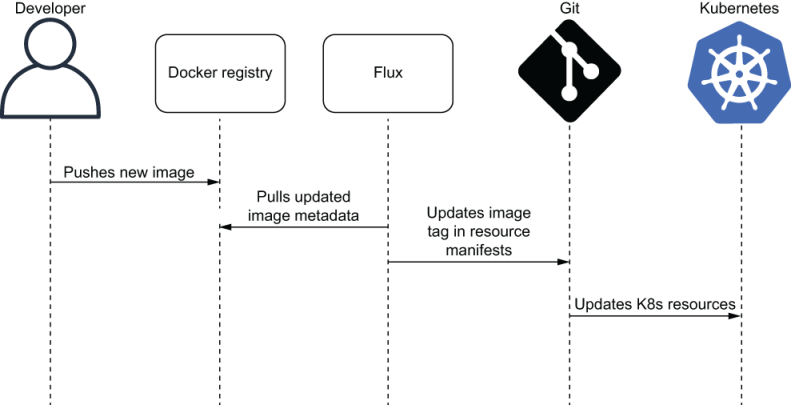 Developer
Git
Kubernetes
Docker registry
Flux
Pushes new image
Pulls updated
image metadata
Updates image
tag in resource
manifests
Updates K8s resources